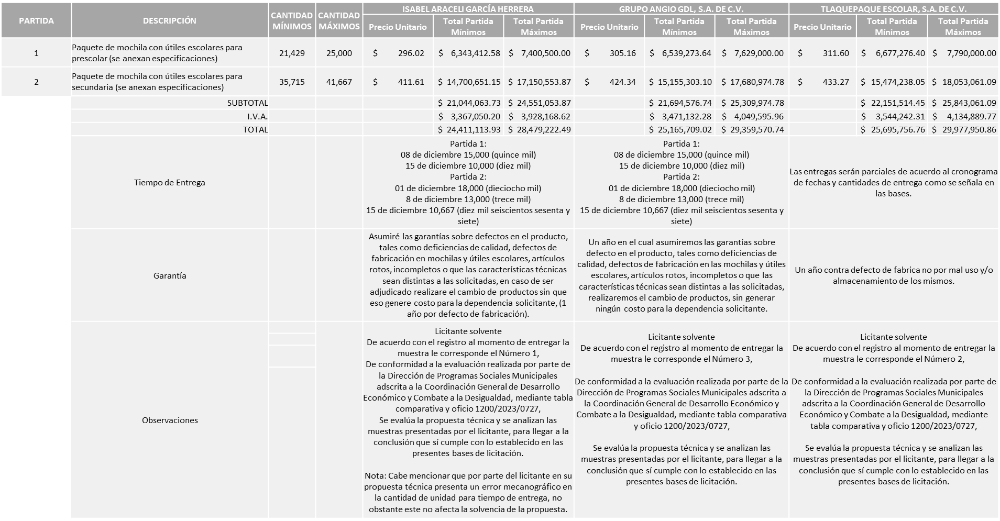 PARTIDA DESCRIPCIÓN CANTIDAD MÍNIMOS CANTIDAD MÁXIMOS ISABEL ARACELI GARCÍA HERRERA GRUPO ANGIO GDL, S.A. DE C.V. TLAQUEPAQUE ESCOLAR, S.A. DE C.V.
Precio Unitario Total Partida Mínimos Total Partida Máximos Precio Unitario Total Partida Mínimos Total Partida Máximos Precio Unitario Total Partida Mínimos Total Partida Máximos
1 Paquete de mochila con útiles escolares para prescolar (se anexan especificaciones) 21,429 25,000 $ 296.02 $ 6,343,412.58 $ 7,400,500.00 $ 305.16 $ 6,539,273.64 $ 7,629,000.00 $ 311.60 $ 6,677,276.40 $ 7,790,000.00
2 Paquete de mochila con útiles escolares para secundaria (se anexan especificaciones) 35,715 41,667 $ 411.61 $ 14,700,651.15 $ 17,150,553.87 $ 424.34 $ 15,155,303.10 $ 17,680,974.78 $ 433.27 $ 15,474,238.05 $ 18,053,061.09
SUBTOTAL $ 21,044,063.73 $ 24,551,053.87 $ 21,694,576.74 $ 25,309,974.78 $ 22,151,514.45 $ 25,843,061.09
I.V.A. $ 3,367,050.20 $ 3,928,168.62 $ 3,471,132.28 $ 4,049,595.96 $ 3,544,242.31 $ 4,134,889.77
TOTAL $ 24,411,113.93 $ 28,479,222.49 $ 25,165,709.02 $ 29,359,570.74 $ 25,695,756.76 $ 29,977,950.86
Tiempo de Entrega
Partida 1:
08 de diciembre 15,000 (quince mil)
15 de diciembre 10,000 (diez mil)
Partida 2:
01 de diciembre 18,000 (dieciocho mil)
8 de diciembre 13,000 (trece mil)
15 de diciembre 10,667 (diez mil seiscientos sesenta y
siete)
Partida 1:
08 de diciembre 15,000 (quince mil)
15 de diciembre 10,000 (diez mil)
Partida 2:
01 de diciembre 18,000 (dieciocho mil)
8 de diciembre 13,000 (trece mil)
15 de diciembre 10,667 (diez mil seiscientos sesenta y
siete)
Las entregas serán parciales de acuerdo al cronograma
de fechas y cantidades de entrega como se señala en
las bases.
Garantía
Asumiré las garantías sobre defectos en el producto,
tales como deficiencias de calidad, defectos de
fabricación en mochilas y útiles escolares, artículos
rotos, incompletos o que las características técnicas
sean distintas a las solicitadas, en caso de ser
adjudicado realizare el cambio de productos sin que
eso genere costo para la dependencia solicitante, (1
año por defecto de fabricación).
Un año en el cual asumiremos las garantías sobre
defecto en el producto, tales como deficiencias de
calidad, defectos de fabricación en las mochilas y útiles
escolares, artículos rotos, incompletos o que las
características técnicas sean distintas a las solicitadas,
realizaremos el cambio de productos, sin generar
ningún costo para la dependencia solicitante.
Un año contra defecto de fabrica no por mal uso y/o
almacenamiento de los mismos.
Observaciones
Licitante solvente
De acuerdo con el registro al momento de entregar la
muestra le corresponde el Número 1,
De conformidad a la evaluación realizada por parte de
la Dirección de Programas Sociales Municipales
adscrita a la Coordinación General de Desarrollo
Económico y Combate a la Desigualdad, mediante tabla
comparativa y oficio 1200/2023/0727,
Se evalúa la propuesta técnica y se analizan las
muestras presentadas por el licitante, para llegar a la
conclusión que sí cumple con lo establecido en las
presentes bases de licitación.
Nota: Cabe mencionar que por parte del licitante en su
propuesta técnica presenta un error mecanográfico en
la cantidad de unidad para tiempo de entrega, no
obstante este no afecta la solvencia de la propuesta.
Licitante solvente
De acuerdo con el registro al momento de entregar la
muestra le corresponde el Número 3,
De conformidad a la evaluación realizada por parte de la
Dirección de Programas Sociales Municipales adscrita a
la Coordinación General de Desarrollo Económico y
Combate a la Desigualdad, mediante tabla comparativa
y oficio 1200/2023/0727,
Se evalúa la propuesta técnica y se analizan las
muestras presentadas por el licitante, para llegar a la
conclusión que sí cumple con lo establecido en las
presentes bases de licitación.
Licitante solvente
De acuerdo con el registro al momento de entregar la
muestra le corresponde el Número 2,
De conformidad a la evaluación realizada por parte de
la Dirección de Programas Sociales Municipales
adscrita a la Coordinación General de Desarrollo
Económico y Combate a la Desigualdad, mediante
tabla comparativa y oficio 1200/2023/0727,
Se evalúa la propuesta técnica y se analizan las
muestras presentadas por el licitante, para llegar a la
conclusión que sí cumple con lo establecido en las
presentes bases de licitación.